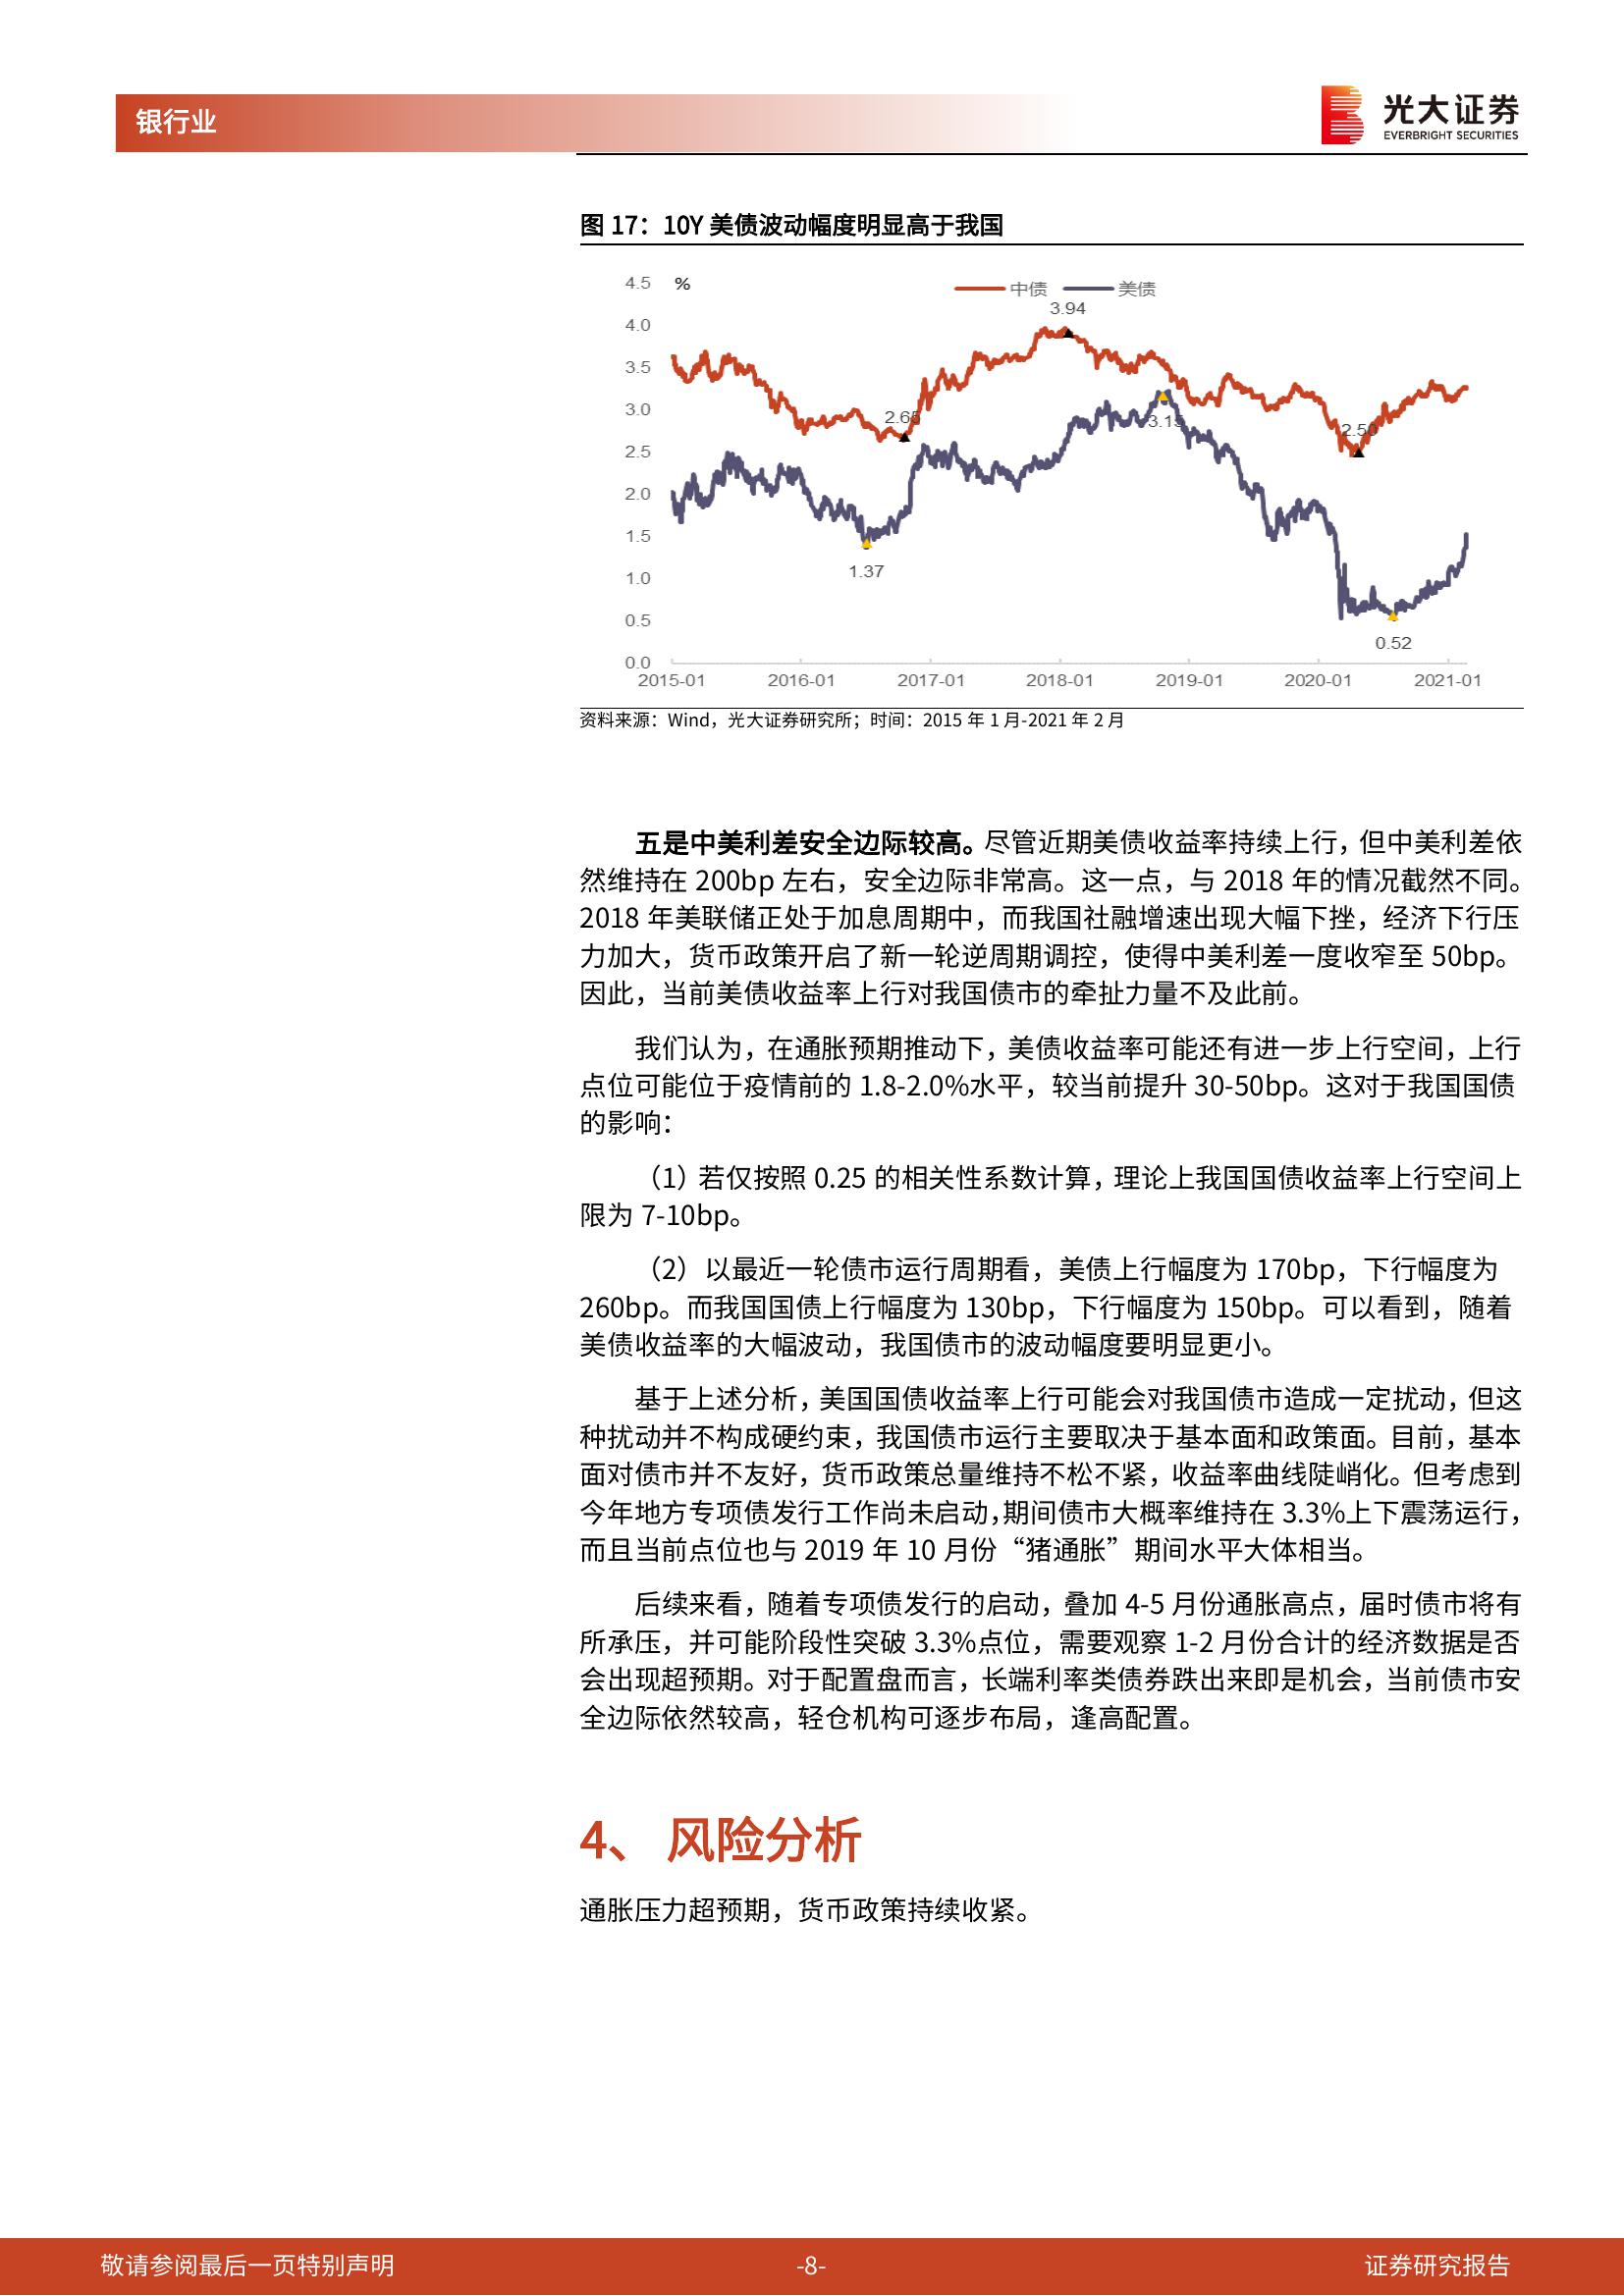 银行业
光大证券
EVERBRIGHT SECURITIES
图 17：10Y 美债波动幅度明显高于我国
4.5 % 中债 美债
3.94
4.0
3.5
3.0
2.65
3.15
2.50
2.5
2.0
1.5
1.37
1.0
0.5
0.52
0.0
2015-01 2016-01 2017-01 2018-01 2019-01 2020-01 2021-01
资料来源：Wind，光大证券研究所；时间：2015 年 1 月-2021 年 2 月
五是中美利差安全边际较高。尽管近期美债收益率持续上行，但中美利差依
然维持在 200bp 左右，安全边际非常高。这一点，与 2018 年的情况截然不同。
2018 年美联储正处于加息周期中，而我国社融增速出现大幅下挫，经济下行压
力加大，货币政策开启了新一轮逆周期调控，使得中美利差一度收窄至 50bp。
因此，当前美债收益率上行对我国债市的牵扯力量不及此前。
我们认为，在通胀预期推动下，美债收益率可能还有进一步上行空间，上行
点位可能位于疫情前的 1.8-2.0%水平，较当前提升 30-50bp。这对于我国国债
的影响：
（1）若仅按照 0.25 的相关性系数计算，理论上我国国债收益率上行空间上
限为 7-10bp。
（2）以最近一轮债市运行周期看，美债上行幅度为 170bp，下行幅度为
260bp。而我国国债上行幅度为 130bp，下行幅度为 150bp。可以看到，随着
美债收益率的大幅波动，我国债市的波动幅度要明显更小。
基于上述分析，美国国债收益率上行可能会对我国债市造成一定扰动，但这
种扰动并不构成硬约束，我国债市运行主要取决于基本面和政策面。目前，基本
面对债市并不友好，货币政策总量维持不松不紧，收益率曲线陡峭化。但考虑到
今年地方专项债发行工作尚未启动，期间债市大概率维持在 3.3%上下震荡运行，
而且当前点位也与 2019 年 10 月份“猪通胀”期间水平大体相当。
后续来看，随着专项债发行的启动，叠加 4-5 月份通胀高点，届时债市将有
所承压，并可能阶段性突破 3.3%点位，需要观察 1-2 月份合计的经济数据是否
会出现超预期。对于配置盘而言，长端利率类债券跌出来即是机会，当前债市安
全边际依然较高，轻仓机构可逐步布局，逢高配置。
4、 风险分析
通胀压力超预期，货币政策持续收紧。
敬请参阅最后一页特别声明 -8- 证券研究报告